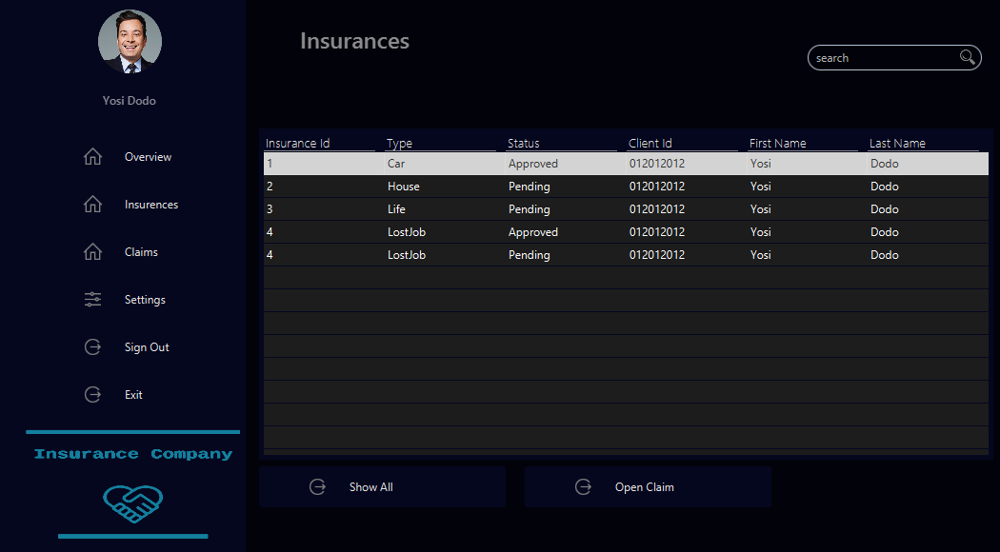 Yosi Dodo
Overview
Insurences
Claims
Settings
Sign Out
Exit
Insurance Company
Insurances
search
Insurance Id Type Status Client Id First Name Last Name
1 Car Approved 012012012 Yosi Dodo
2 House Pending 012012012 Yosi Dodo
3 Life Pending 012012012 Yosi Dodo
4 LostJob Approved 012012012 Yosi Dodo
4 LostJob Pending 012012012 Yosi Dodo
Show All
Open Claim